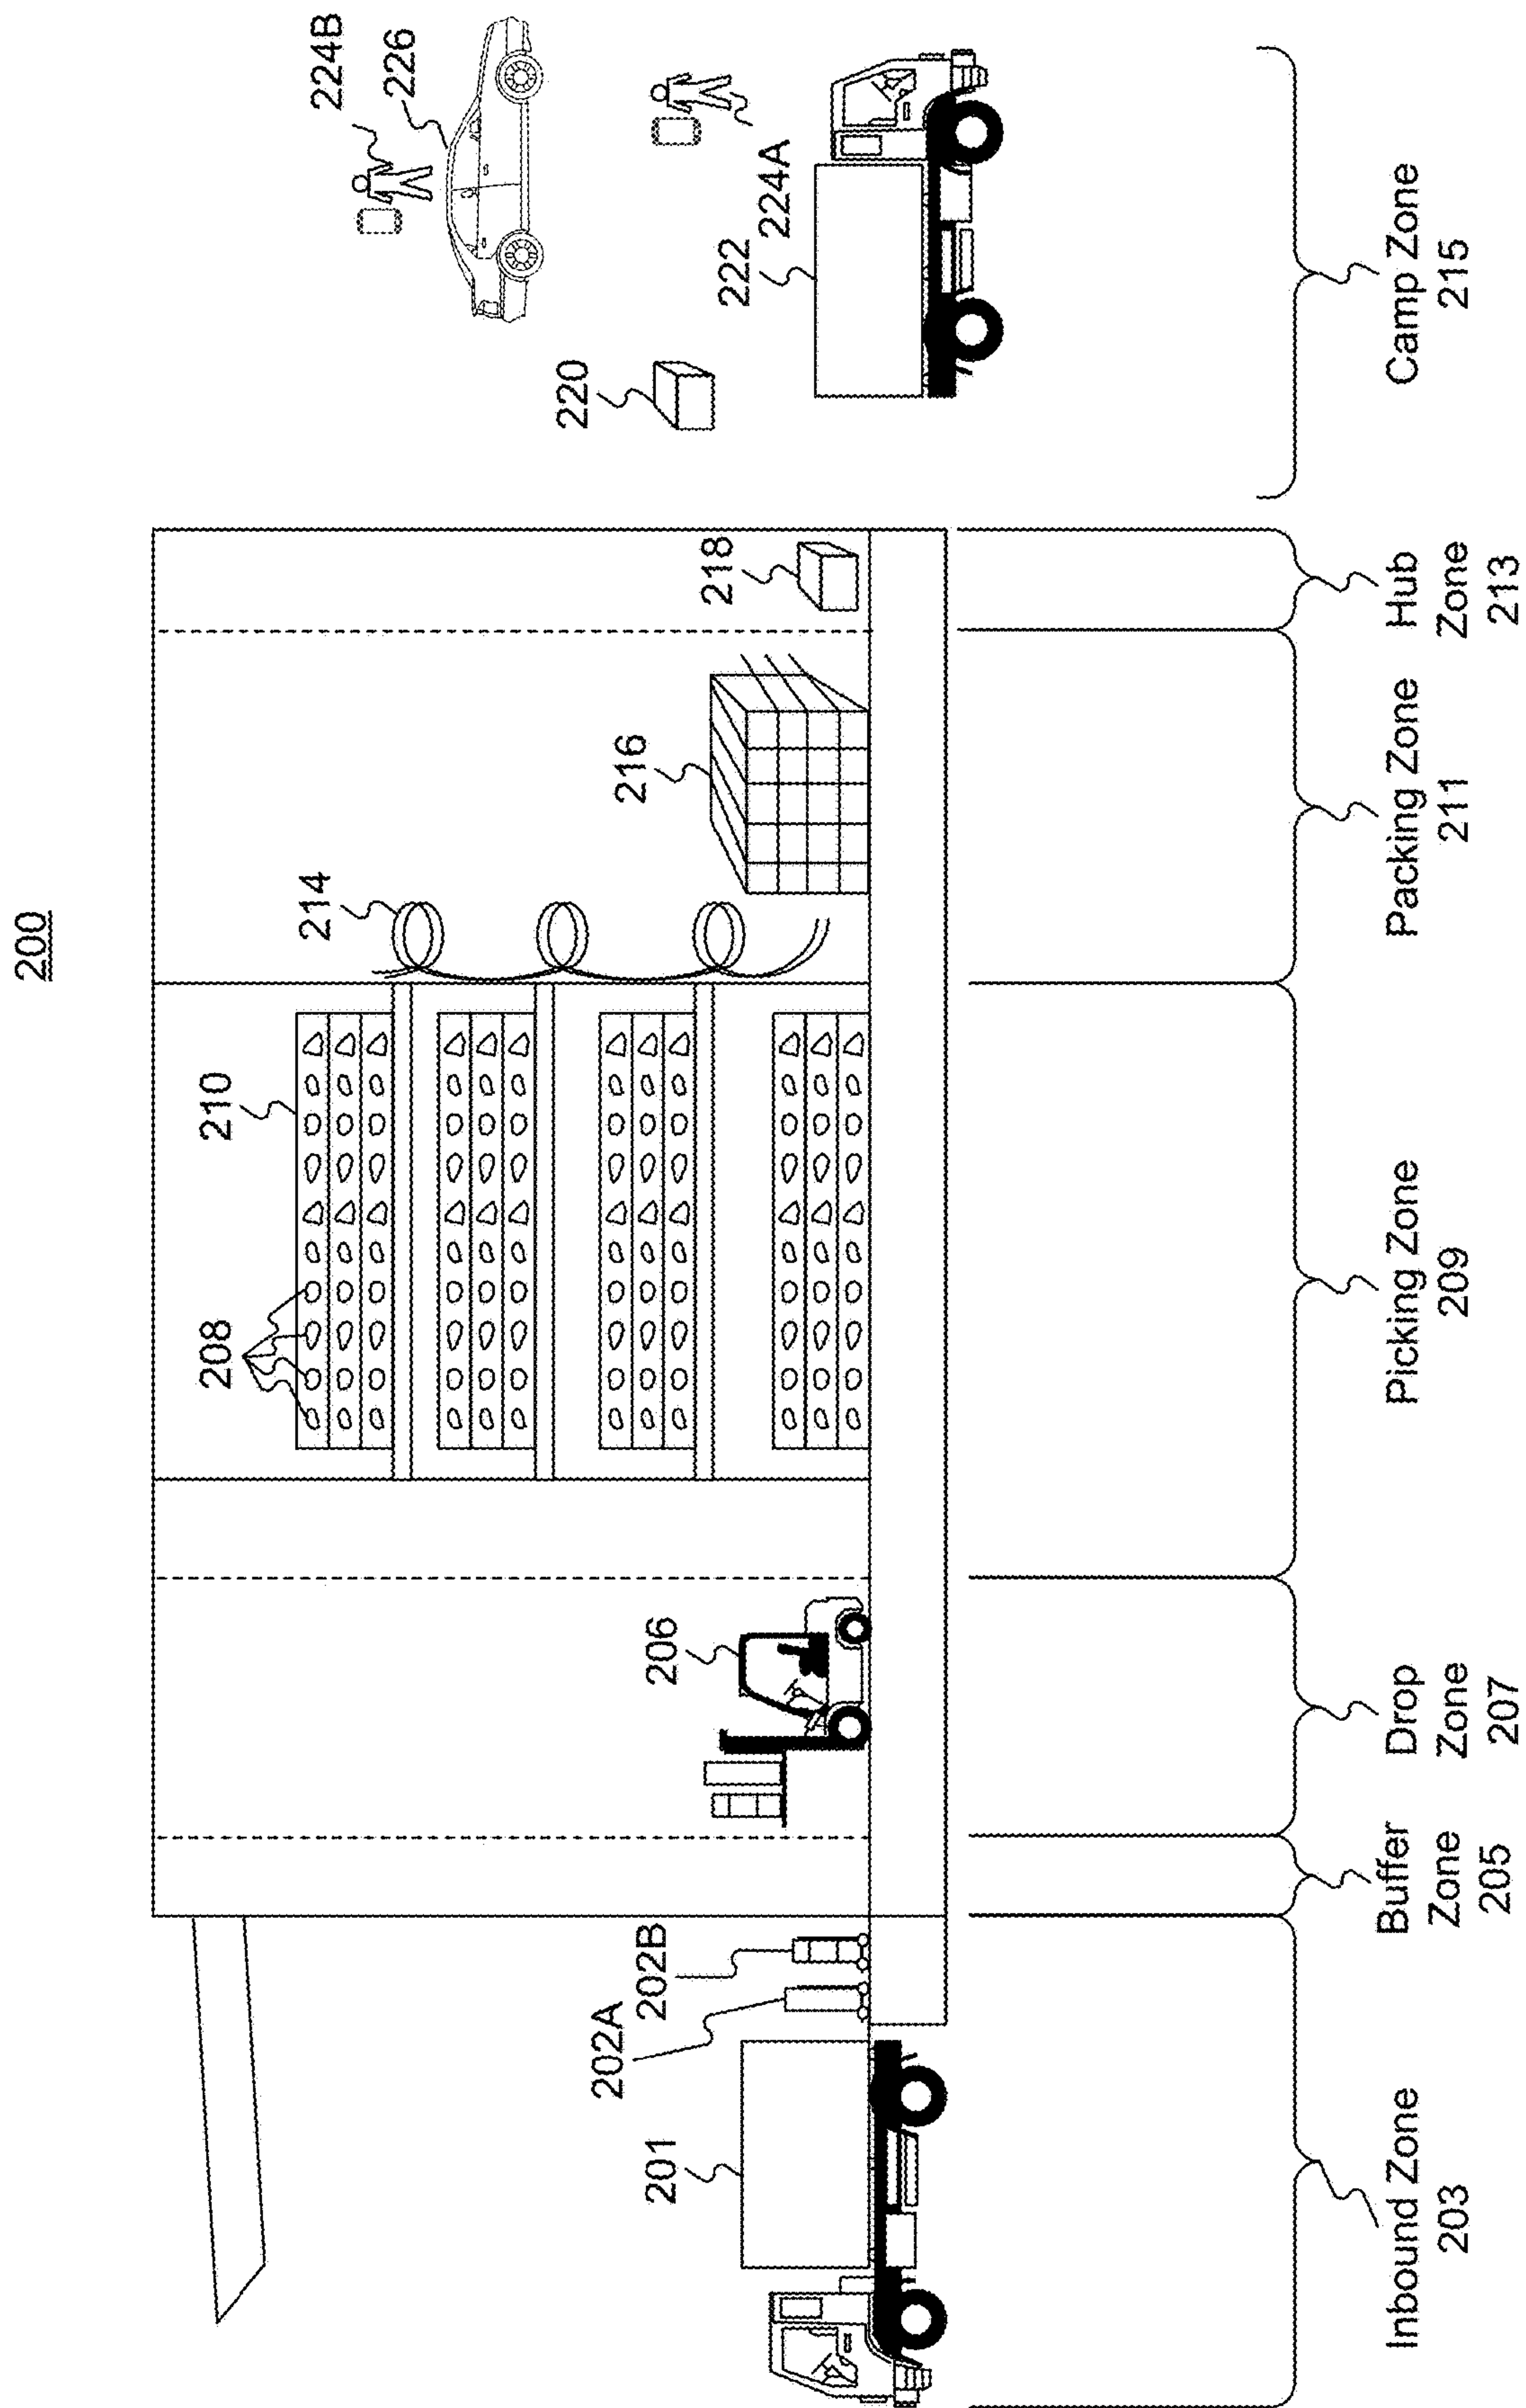 200
201
202A
202B
206
208
210
214
216
218
220
222
224A
224B
226
Inbound Zone
203
Buffer
Zone
205
Drop
Zone
207
Picking Zone
209
Packing Zone
211
Hub
Zone
213
Camp Zone
215